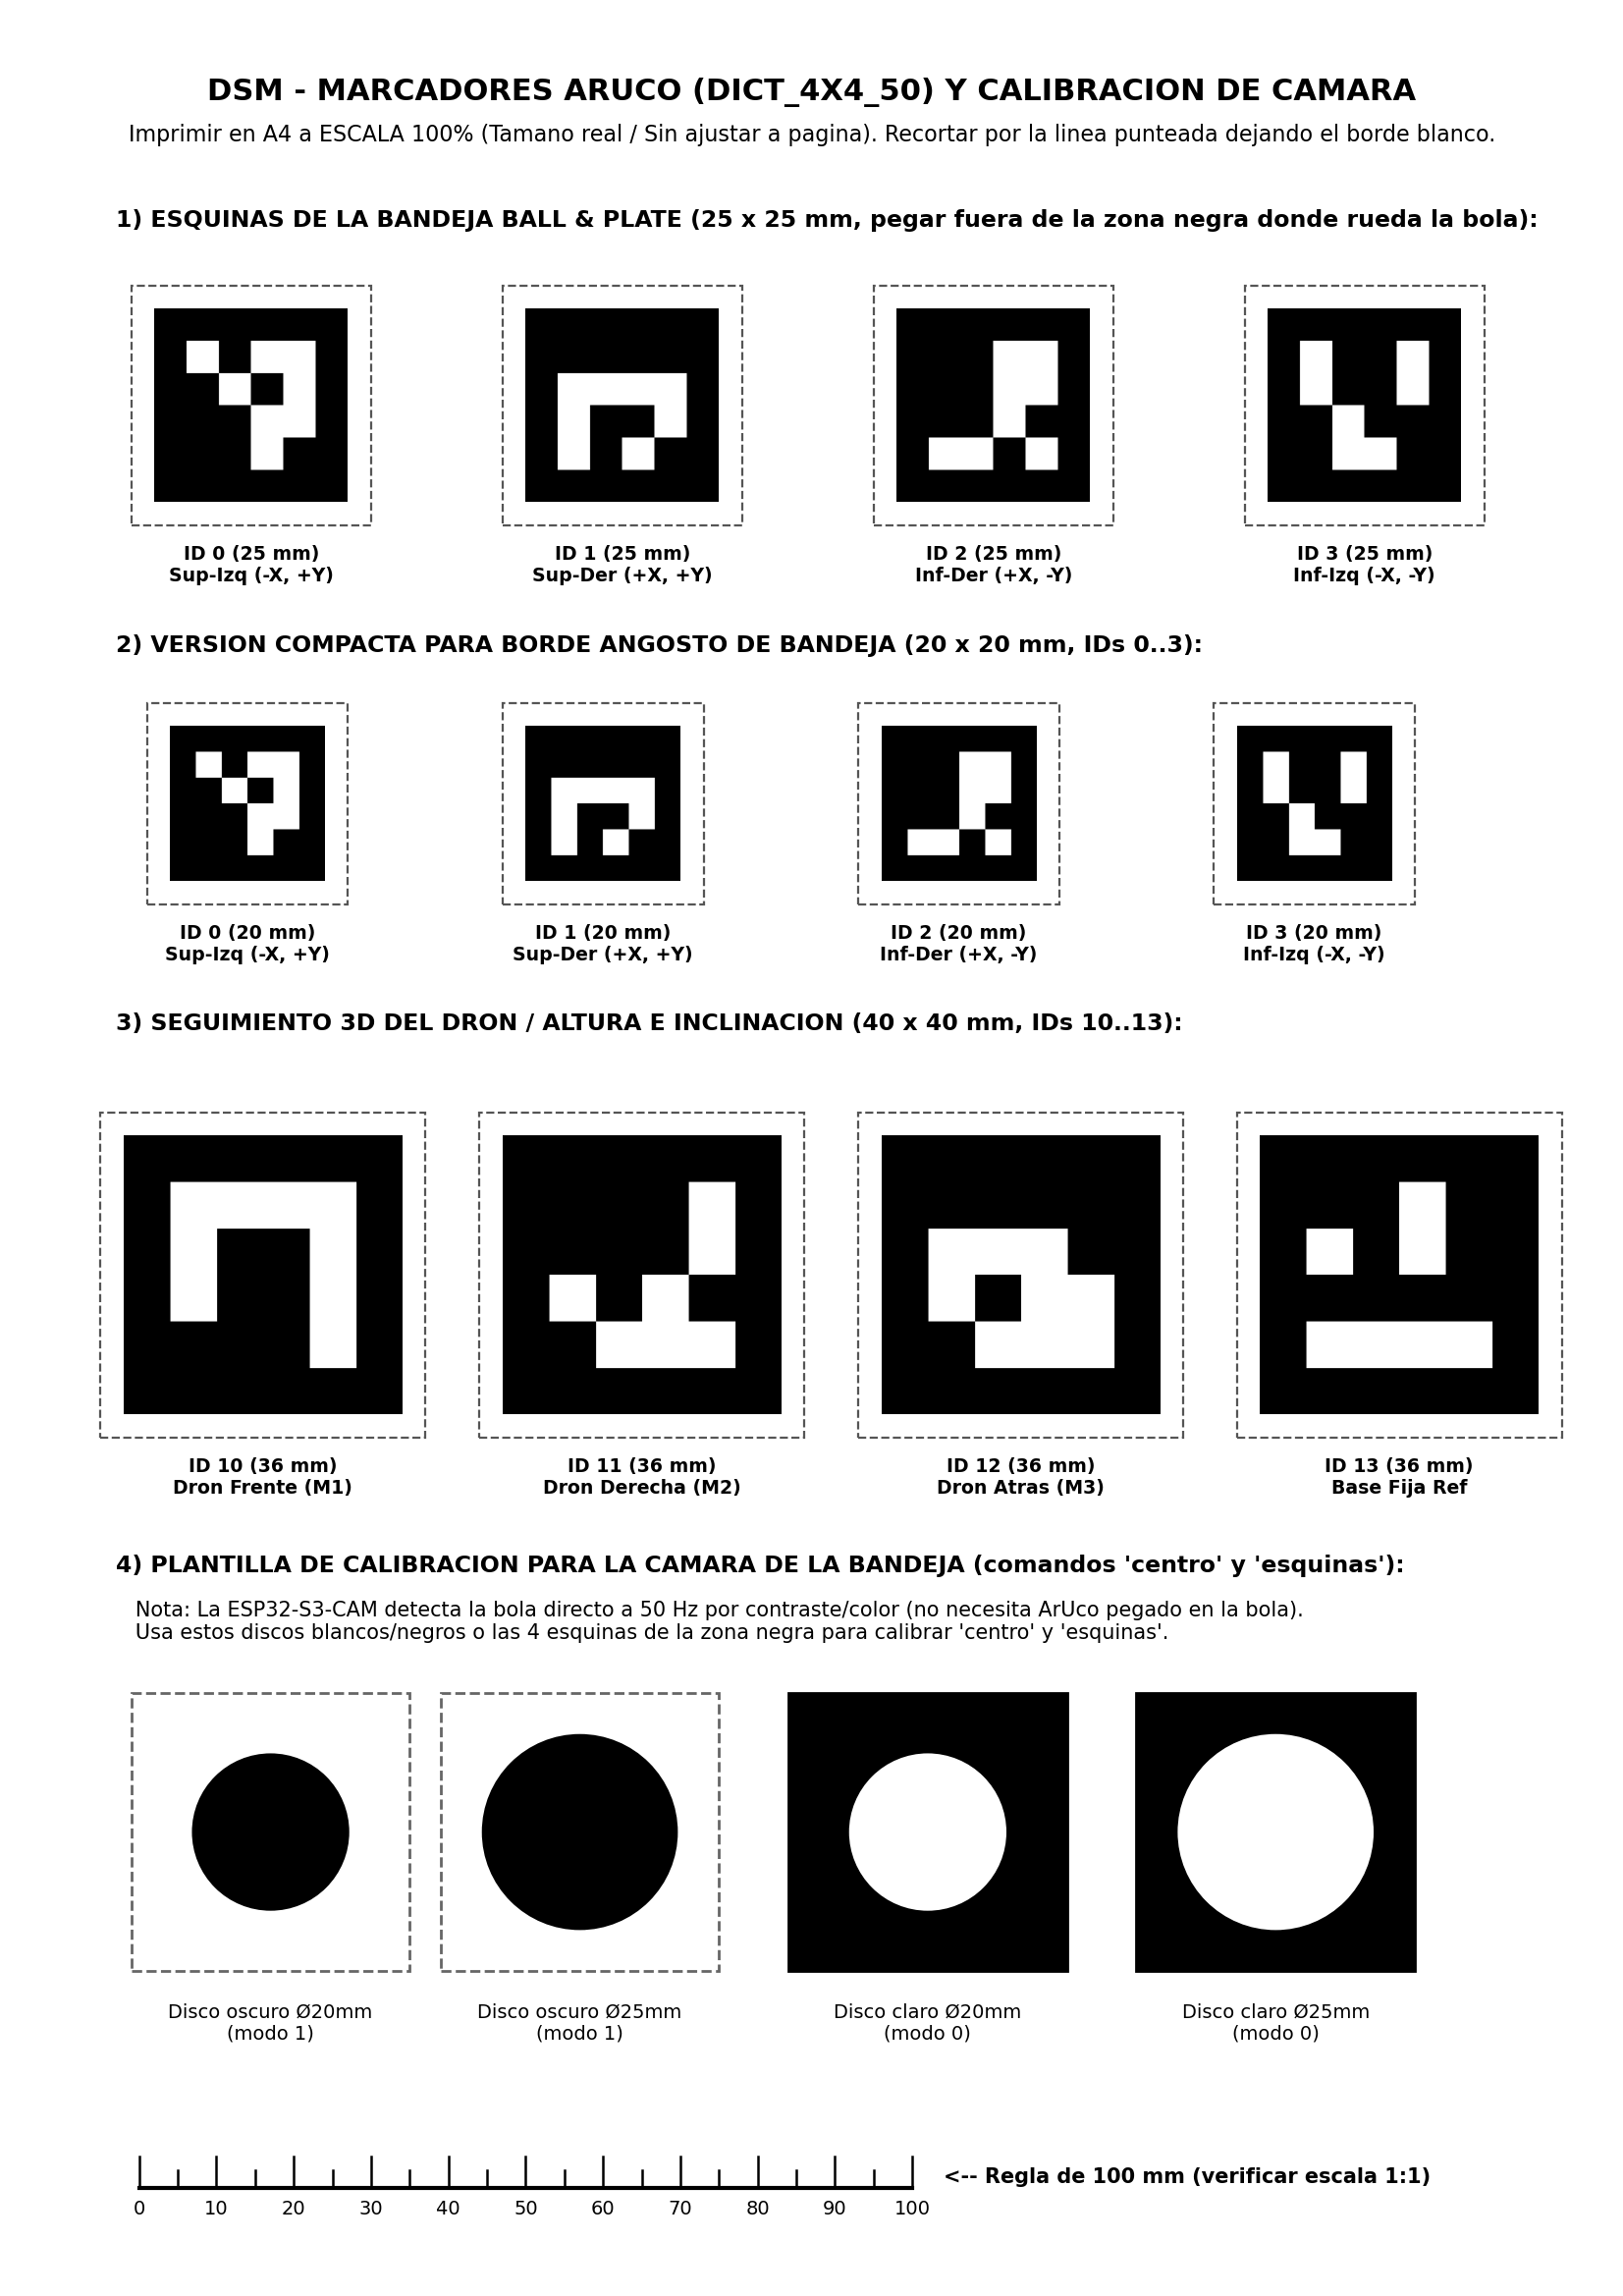 DSM - MARCADORES ARUCO (DICT_4X4_50) Y CALIBRACION DE CAMARA
Imprimir en A4 a ESCALA 100% (Tamano real / Sin ajustar a pagina). Recortar por la linea punteada dejando el borde blanco.
1) ESQUINAS DE LA BANDEJA BALL & PLATE (25 x 25 mm, pegar fuera de la zona negra donde rueda la bola):
ID 0 (25 mm)
Sup-Izq (-X, +Y)
ID 1 (25 mm)
Sup-Der (+X, +Y)
ID 2 (25 mm)
Inf-Der (+X, -Y)
ID 3 (25 mm)
Inf-Izq (-X, -Y)
2) VERSION COMPACTA PARA BORDE ANGOSTO DE BANDEJA (20 x 20 mm, IDs 0..3):
ID 0 (20 mm)
Sup-Izq (-X, +Y)
ID 1 (20 mm)
Sup-Der (+X, +Y)
ID 2 (20 mm)
Inf-Der (+X, -Y)
ID 3 (20 mm)
Inf-Izq (-X, -Y)
3) SEGUIMIENTO 3D DEL DRON / ALTURA E INCLINACION (40 x 40 mm, IDs 10..13):
ID 10 (36 mm)
Dron Frente (M1)
ID 11 (36 mm)
Dron Derecha (M2)
ID 12 (36 mm)
Dron Atras (M3)
ID 13 (36 mm)
Base Fija Ref
4) PLANTILLA DE CALIBRACION PARA LA CAMARA DE LA BANDEJA (comandos 'centro' y 'esquinas'):
Nota: La ESP32-S3-CAM detecta la bola directo a 50 Hz por contraste/color (no necesita ArUco pegado en la bola).
Usa estos discos blancos/negros o las 4 esquinas de la zona negra para calibrar 'centro' y 'esquinas'.
Disco oscuro Ø20mm
(modo 1)
Disco oscuro Ø25mm
(modo 1)
Disco claro Ø20mm
(modo 0)
Disco claro Ø25mm
(modo 0)
<-- Regla de 100 mm (verificar escala 1:1)
0 10 20 30 40 50 60 70 80 90 100